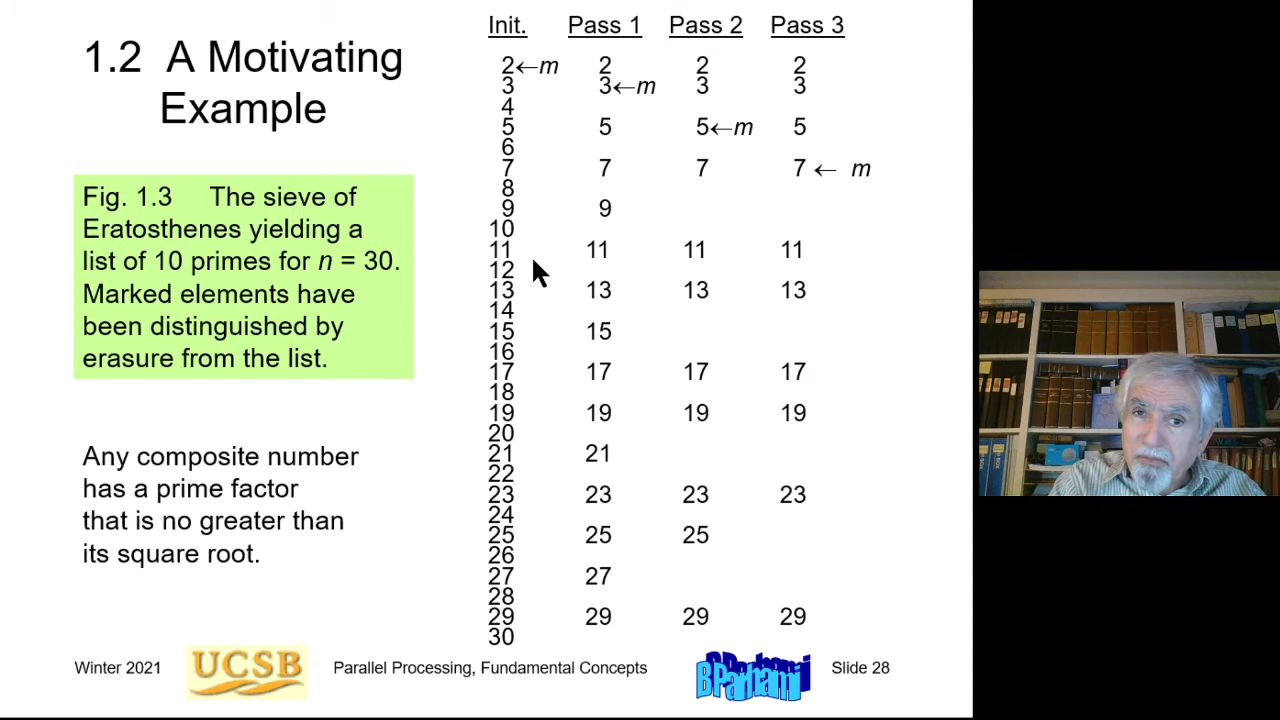 1.2 A Motivating
Example
Fig. 1.3 The sieve of
Eratosthenes yielding a
list of 10 primes for n = 30.
Marked elements have
been distinguished by
erasure from the list.
Any composite number
has a prime factor
that is no greater than
its square root.
Init. Pass 1 Pass 2 Pass 3
2←m 2 2 2
3 3←m 3 3
4
5 5 5←m 5
6
7 7 7 7 ← m
8
9 9
10
11 11 11 11
12
13 13 13 13
14
15 15
16
17 17 17 17
18
19 19 19 19
20
21 21
22
23 23 23 23
24
25 25 25
26
27 27
28
29 29 29 29
30
Winter 2021 UCSB Parallel Processing, Fundamental Concepts B Parhami Slide 28